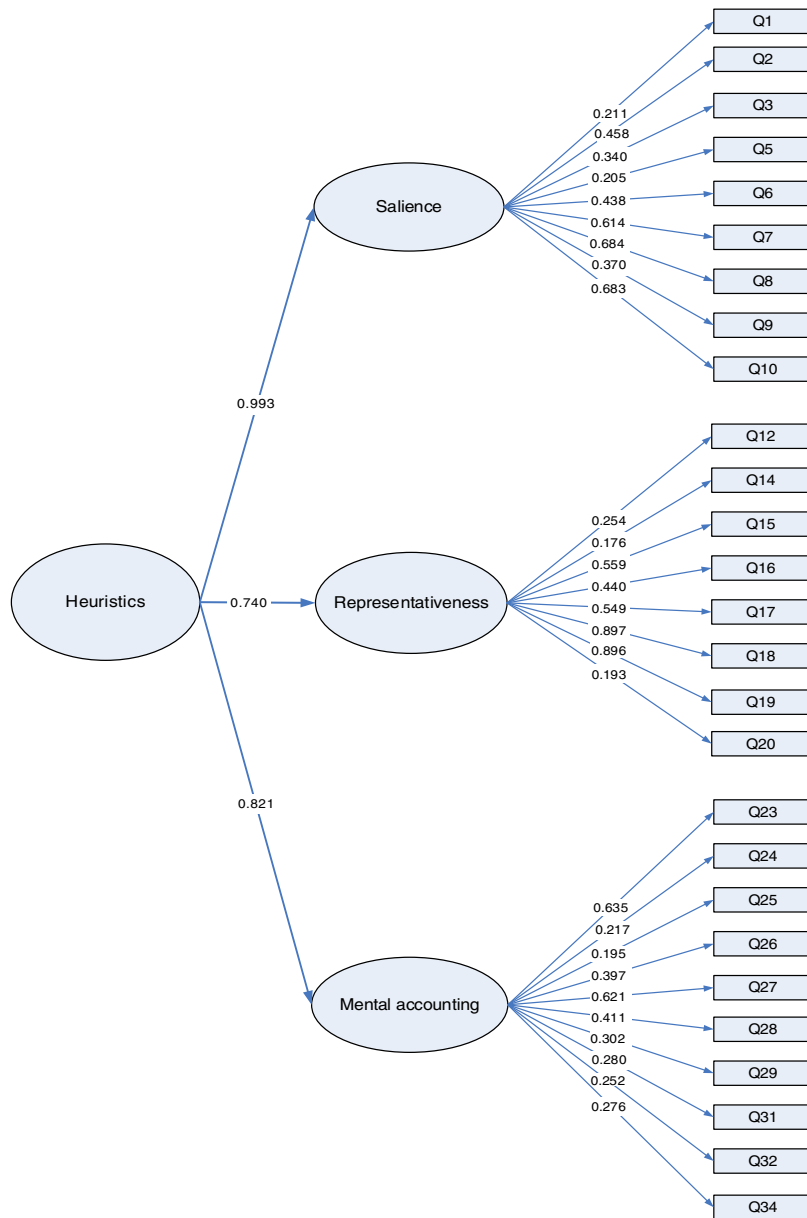 Q1
Q2
Q3
Q5
Q6
Q7
Q8
Q9
Q10
0.211
0.458
0.340
0.205
0.438
0.614
0.684
0.370
0.683
Salience
0.993
Q12
Q14
Q15
Q16
Q17
Q18
Q19
Q20
0.254
0.176
0.559
0.440
0.549
0.897
0.896
0.193
Heuristics
0.740
Representativeness
0.821
Q23
Q24
Q25
Q26
Q27
Q28
Q29
Q31
Q32
Q34
0.635
0.217
0.195
0.397
0.621
0.411
0.302
0.280
0.252
0.276
Mental accounting